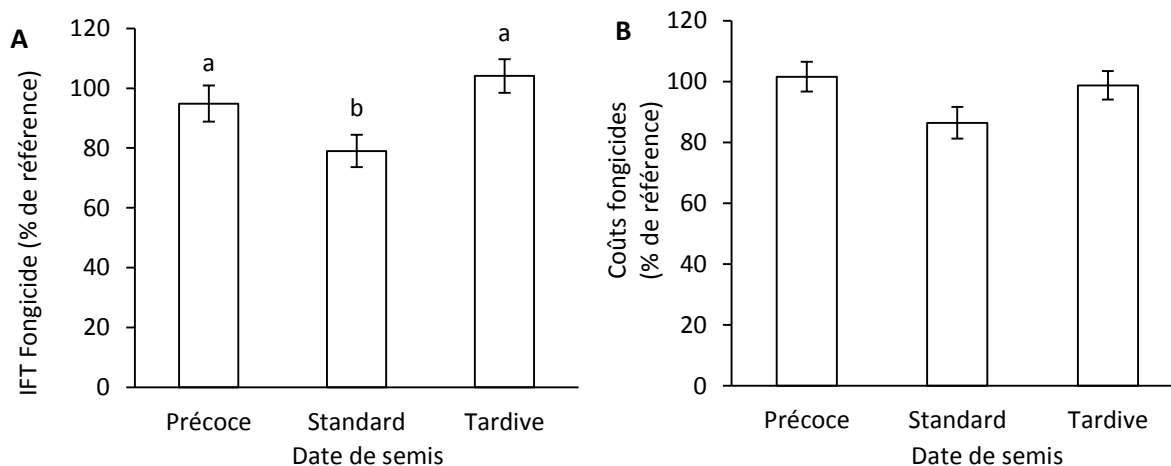 A
IFT Fongicide (% de référence)
120
100
80
60
40
20
0
a
b
a
Précoce Standard Tardive
Date de semis
B
Coûts fongicides
(% de référence)
120
100
80
60
40
20
0
Précoce Standard Tardive
Date de semis